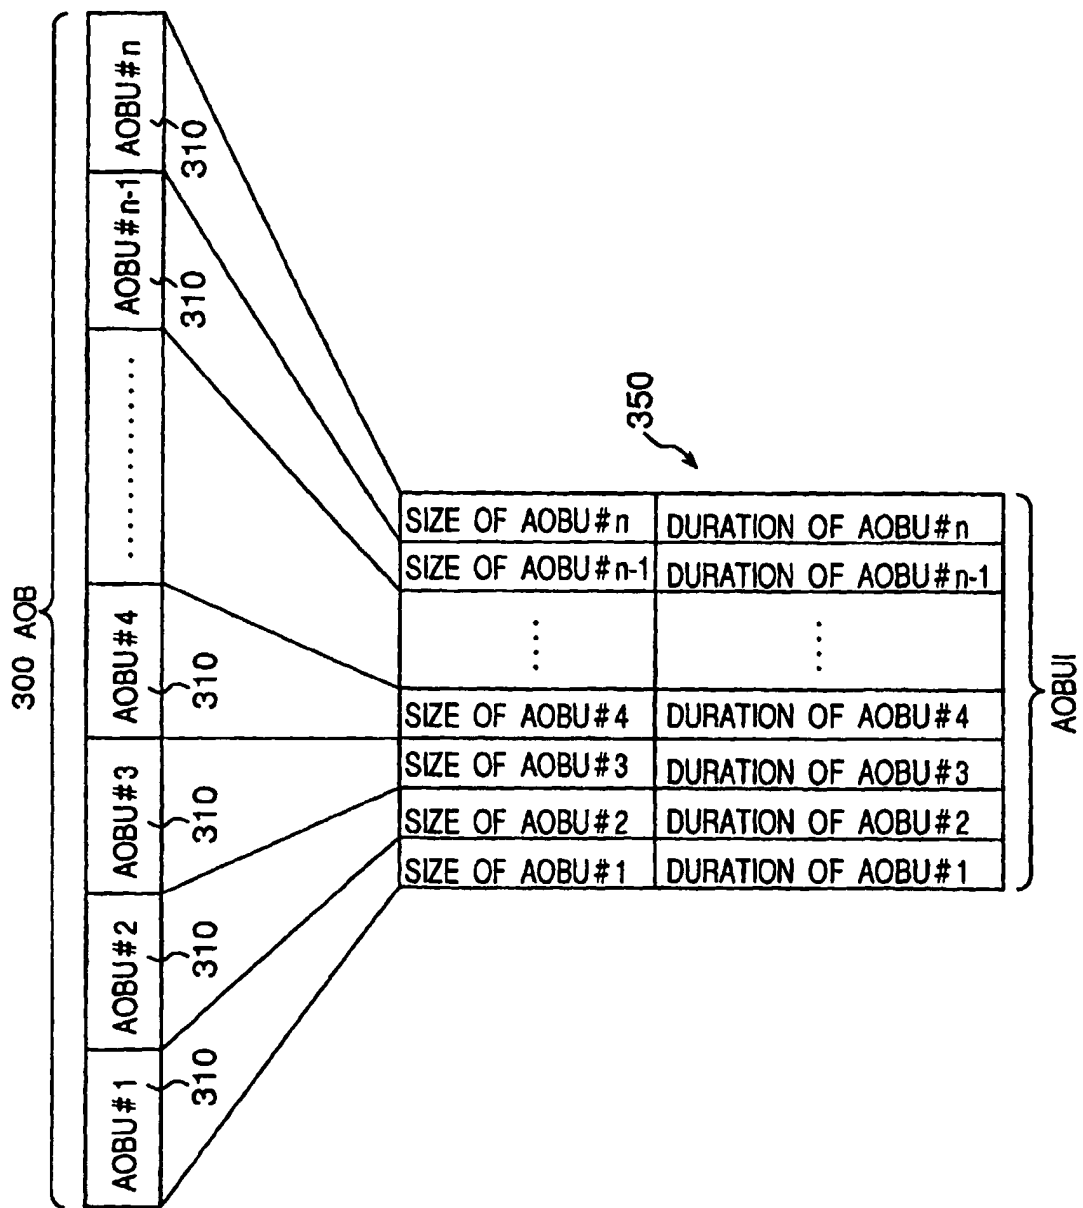 300 AOB
AOBU#1
AOBU#2
AOBU#3
AOBU#4
............
AOBU#n-1
AOBU#n
310
310
310
310
310
310
350
SIZE OF AOBU#n
DURATION OF AOBU#n
SIZE OF AOBU#n-1
DURATION OF AOBU#n-1
....
....
SIZE OF AOBU#4
DURATION OF AOBU#4
SIZE OF AOBU#3
DURATION OF AOBU#3
SIZE OF AOBU#2
DURATION OF AOBU#2
SIZE OF AOBU#1
DURATION OF AOBU#1
AOBUI